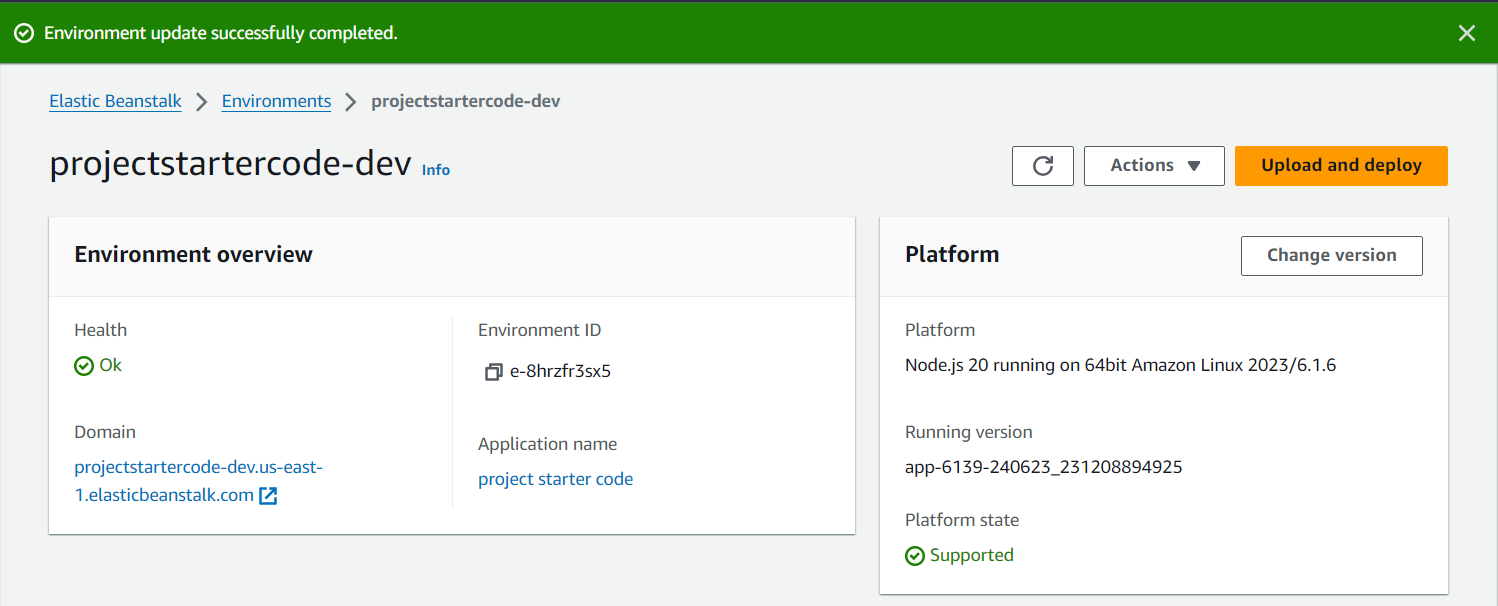 Environment update successfully completed.
Elastic Beanstalk > Environments > projectstartercode-dev
projectstartercode-dev Info
Actions
Upload and deploy
Environment overview
Health
Ok
Domain
projectstartercode-dev.us-east-
1.elasticbeanstalk.com
Environment ID
e-8hrzfr3sx5
Application name
project starter code
Platform
Change version
Platform
Node.js 20 running on 64bit Amazon Linux 2023/6.1.6
Running version
app-6139-240623_231208894925
Platform state
Supported